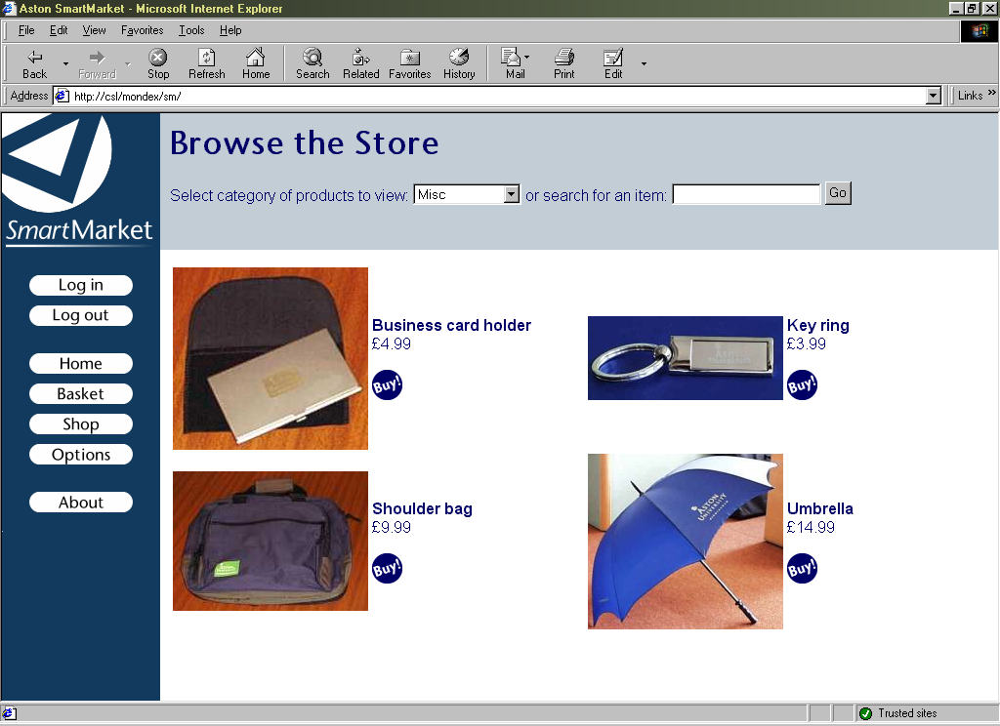 Aston SmartMarket - Microsoft Internet Explorer
File Edit View Favorites Tools Help
Back Forward Stop Refresh Home Search Related Favorites History Mail Print Edit
Address http://csl/mondex/sm/ Links »
SmartMarket
Browse the Store
Select category of products to view: Misc or search for an item: Go
Log in
Log out
Home
Basket
Shop
Options
About
Business card holder
£4.99
Buy!
Key ring
£3.99
Buy!
Shoulder bag
£9.99
Buy!
ASTON
UNIVERSITY
Umbrella
£14.99
Buy!
Trusted sites